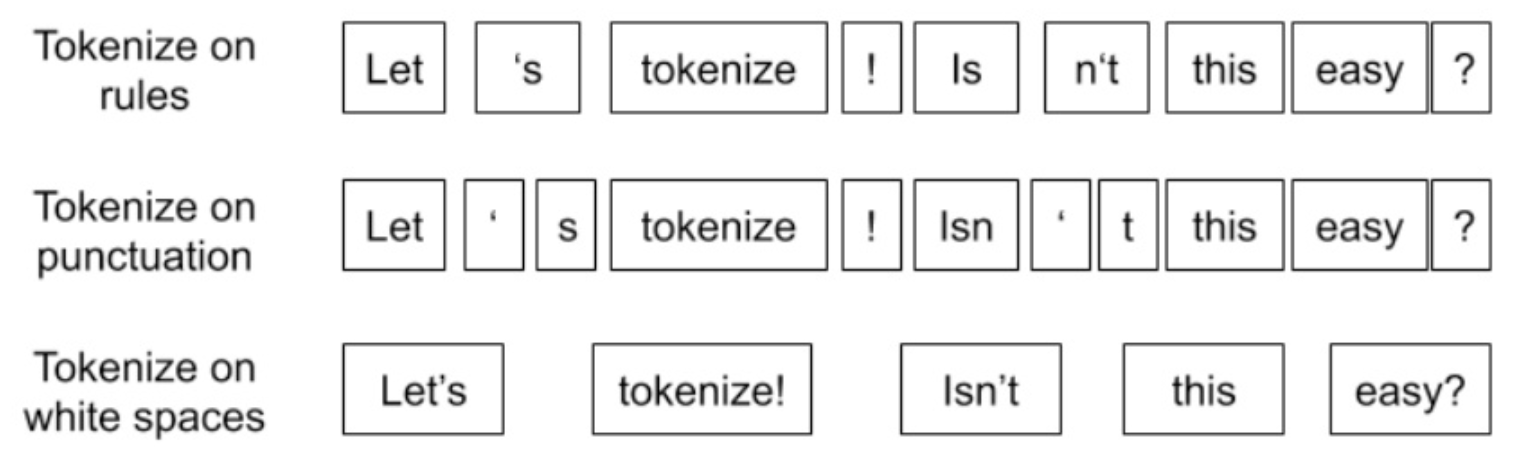 Tokenize on
rules
Let ‘s tokenize ! Is n‘t this easy ?
Tokenize on
punctuation
Let ‘ s tokenize ! Isn ‘ t this easy ?
Tokenize on
white spaces
Let’s tokenize! Isn’t this easy?